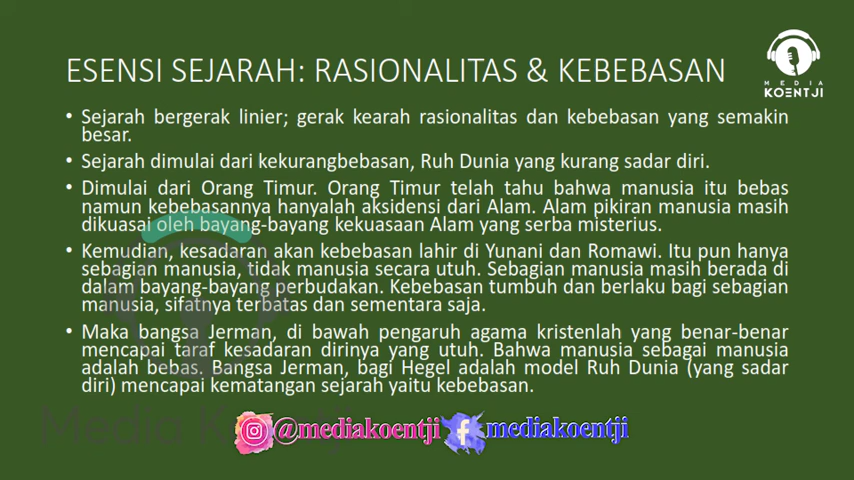 MEDIA
KOENTJI
ESENSI SEJARAH: RASIONALITAS & KEBEBASAN
• Sejarah bergerak linier; gerak kearah rasionalitas dan kebebasan yang semakin
besar.
• Sejarah dimulai dari kekurangbebasan, Ruh Dunia yang kurang sadar diri.
• Dimulai dari Orang Timur. Orang Timur telah tahu bahwa manusia itu bebas
namun kebebasannya hanyalah aksidensi dari Alam. Alam pikiran manusia masih
dikuasai oleh bayang-bayang kekuasaan Alam yang serba misterius.
• Kemudian, kesadaran akan kebebasan lahir di Yunani dan Romawi. Itu pun hanya
sebagian manusia, tidak manusia secara utuh. Sebagian manusia masih berada di
dalam bayang-bayang perbudakan. Kebebasan tumbuh dan berlaku bagi sebagian
manusia, sifatnya terbatas dan sementara saja.
• Maka bangsa Jerman, di bawah pengaruh agama kristenlah yang benar-benar
mencapai taraf kesadaran dirinya yang utuh. Bahwa manusia sebagai manusia
adalah bebas. Bangsa Jerman, bagi Hegel adalah model Ruh Dunia (yang sadar
diri) mencapai kematangan sejarah yaitu kebebasan.
Media K
@mediakoentji mediakoentji